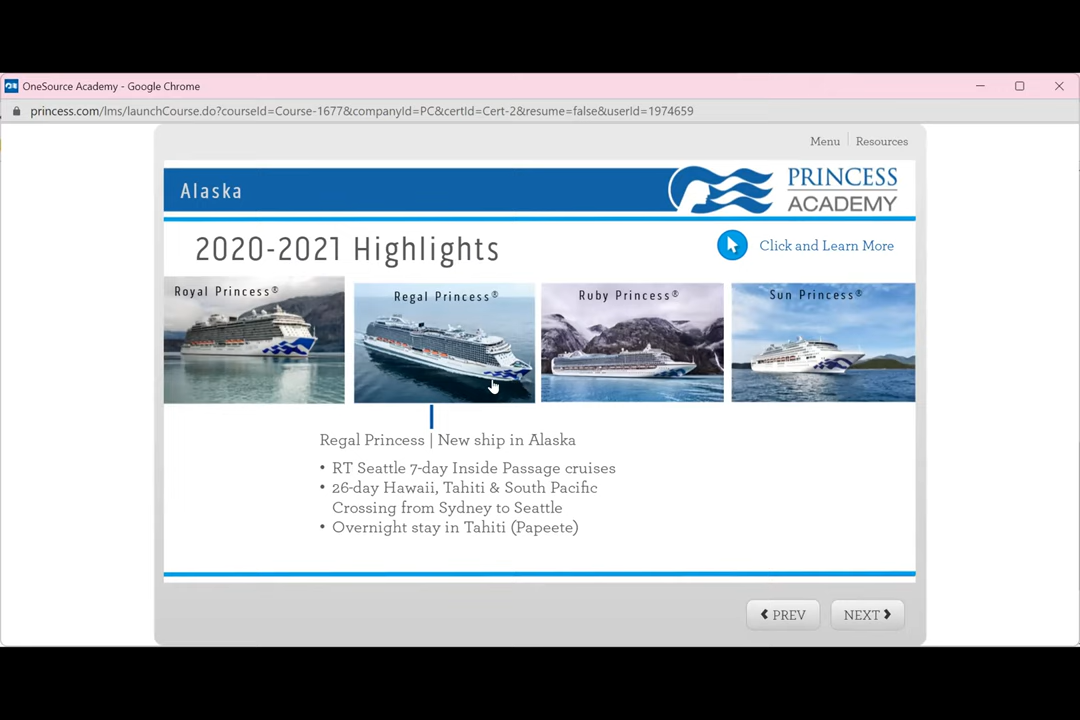 OneSource Academy - Google Chrome
princess.com/lms/launchCourse.do?courseId=Course-1677&companyId=PC&certId=Cert-2&resume=false&userId=1974659
Menu
Resources
Alaska
PRINCESS
ACADEMY
2020-2021 Highlights
Click and Learn More
Royal Princess®
Regal Princess®
Ruby Princess®
Sun Princess®
Regal Princess | New ship in Alaska
• RT Seattle 7-day Inside Passage cruises
• 26-day Hawaii, Tahiti & South Pacific
Crossing from Sydney to Seattle
• Overnight stay in Tahiti (Papeete)
PREV
NEXT